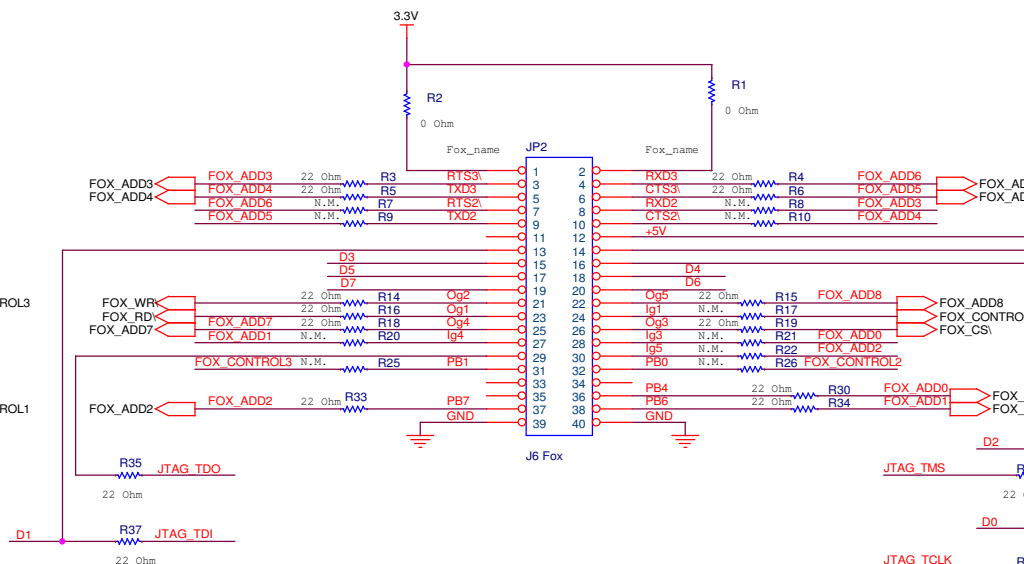 3.3V
R2
R1
0 Ohm
0 Ohm
Fox_name JP2 Fox_name
1 2
FOX_ADD3 FOX_ADD3 22 Ohm R3 RTS3\ 3 4 RXD3 22 Ohm R4 FOX_ADD6
FOX_ADD4 FOX_ADD4 22 Ohm R5 TXD3 5 6 CTS3\ 22 Ohm R6 FOX_ADD5
FOX_ADD6 N.M. R7 RTS2\ 7 8 RXD2 N.M. R8 FOX_ADD3
FOX_ADD5 N.M. R9 TXD2 9 10 CTS2\ N.M. R10 FOX_ADD4
11 12 +5V
13 14
D3 15 16
D5 17 18 D4
D7 19 20 D6
ROL3 FOX_WR\ 22 Ohm R14 Og2 21 22 Og5 22 Ohm R15 FOX_ADD8 FOX_ADD8
FOX_RD\ 22 Ohm R16 Og1 23 24 Ig1 N.M. R17 FOX_CONTRO
FOX_ADD7 FOX_ADD7 22 Ohm R18 Og4 25 26 Og3 22 Ohm R19 FOX_CS\
FOX_ADD1 N.M. R20 Ig4 27 28 Ig3 N.M. R21 FOX_ADD0
29 30 Ig5 N.M. R22 FOX_ADD2
FOX_CONTROL3 N.M. R25 PB1 31 32 PB0 N.M. R26 FOX_CONTROL2
33 34
35 36 PB4 22 Ohm R30 FOX_ADD0 FOX_
ROL1 FOX_ADD2 FOX_ADD2 22 Ohm R33 PB7 37 38 PB6 22 Ohm R34 FOX_ADD1 FOX_
GND 39 40 GND
J6 Fox
D2
R35 JTAG_TDO
22 Ohm
JTAG_TMS
22
D1 R37 JTAG_TDI
22 Ohm
D0
JTAG_TCLK